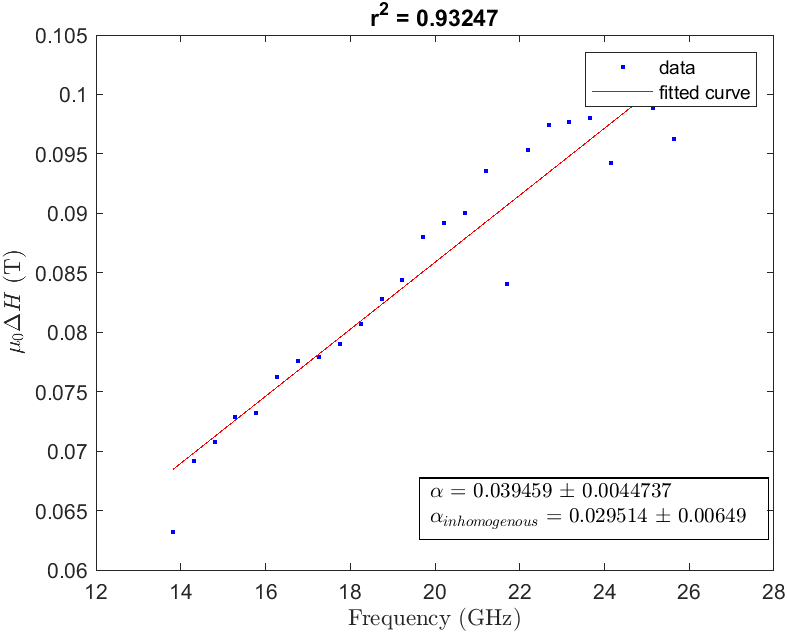 r² = 0.93247
0.105
0.1
0.095
0.09
0.085
0.08
0.075
0.07
0.065
0.06
μ₀ΔH (T)
data
fitted curve
α = 0.039459 ± 0.0044737
α_inhomogenous = 0.029514 ± 0.00649
12 14 16 18 20 22 24 26 28
Frequency (GHz)